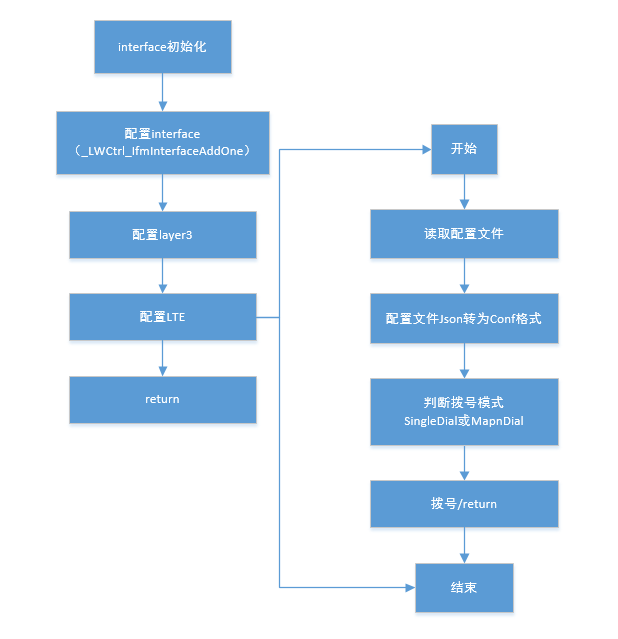 interface初始化
配置interface
（_LWCtrl_IfmInterfaceAddOne）
配置layer3
配置LTE
return
开始
读取配置文件
配置文件Json转为Conf格式
判断拨号模式
SingleDial或MapnDial
拨号/return
结束